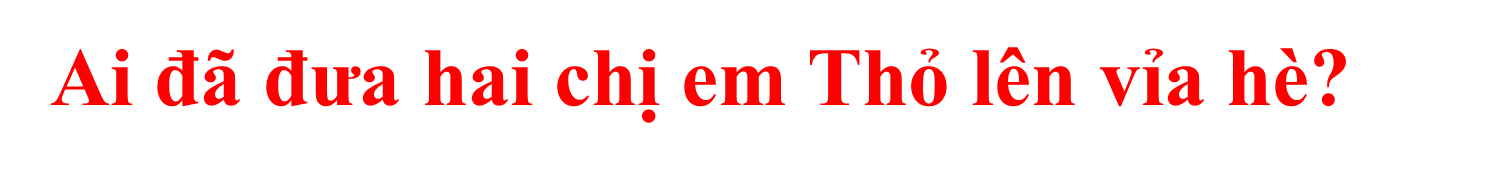 Ai đã đưa hai chị em Thỏ lên vỉa hè?